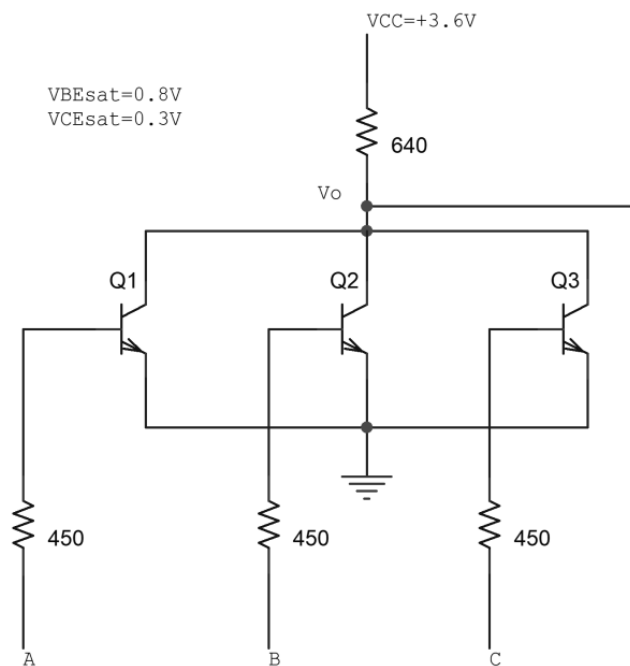 VCC=+3.6V
VBEsat=0.8V
VCEsat=0.3V
640
Vo
Q1
Q2
Q3
450
450
450
A
B
C